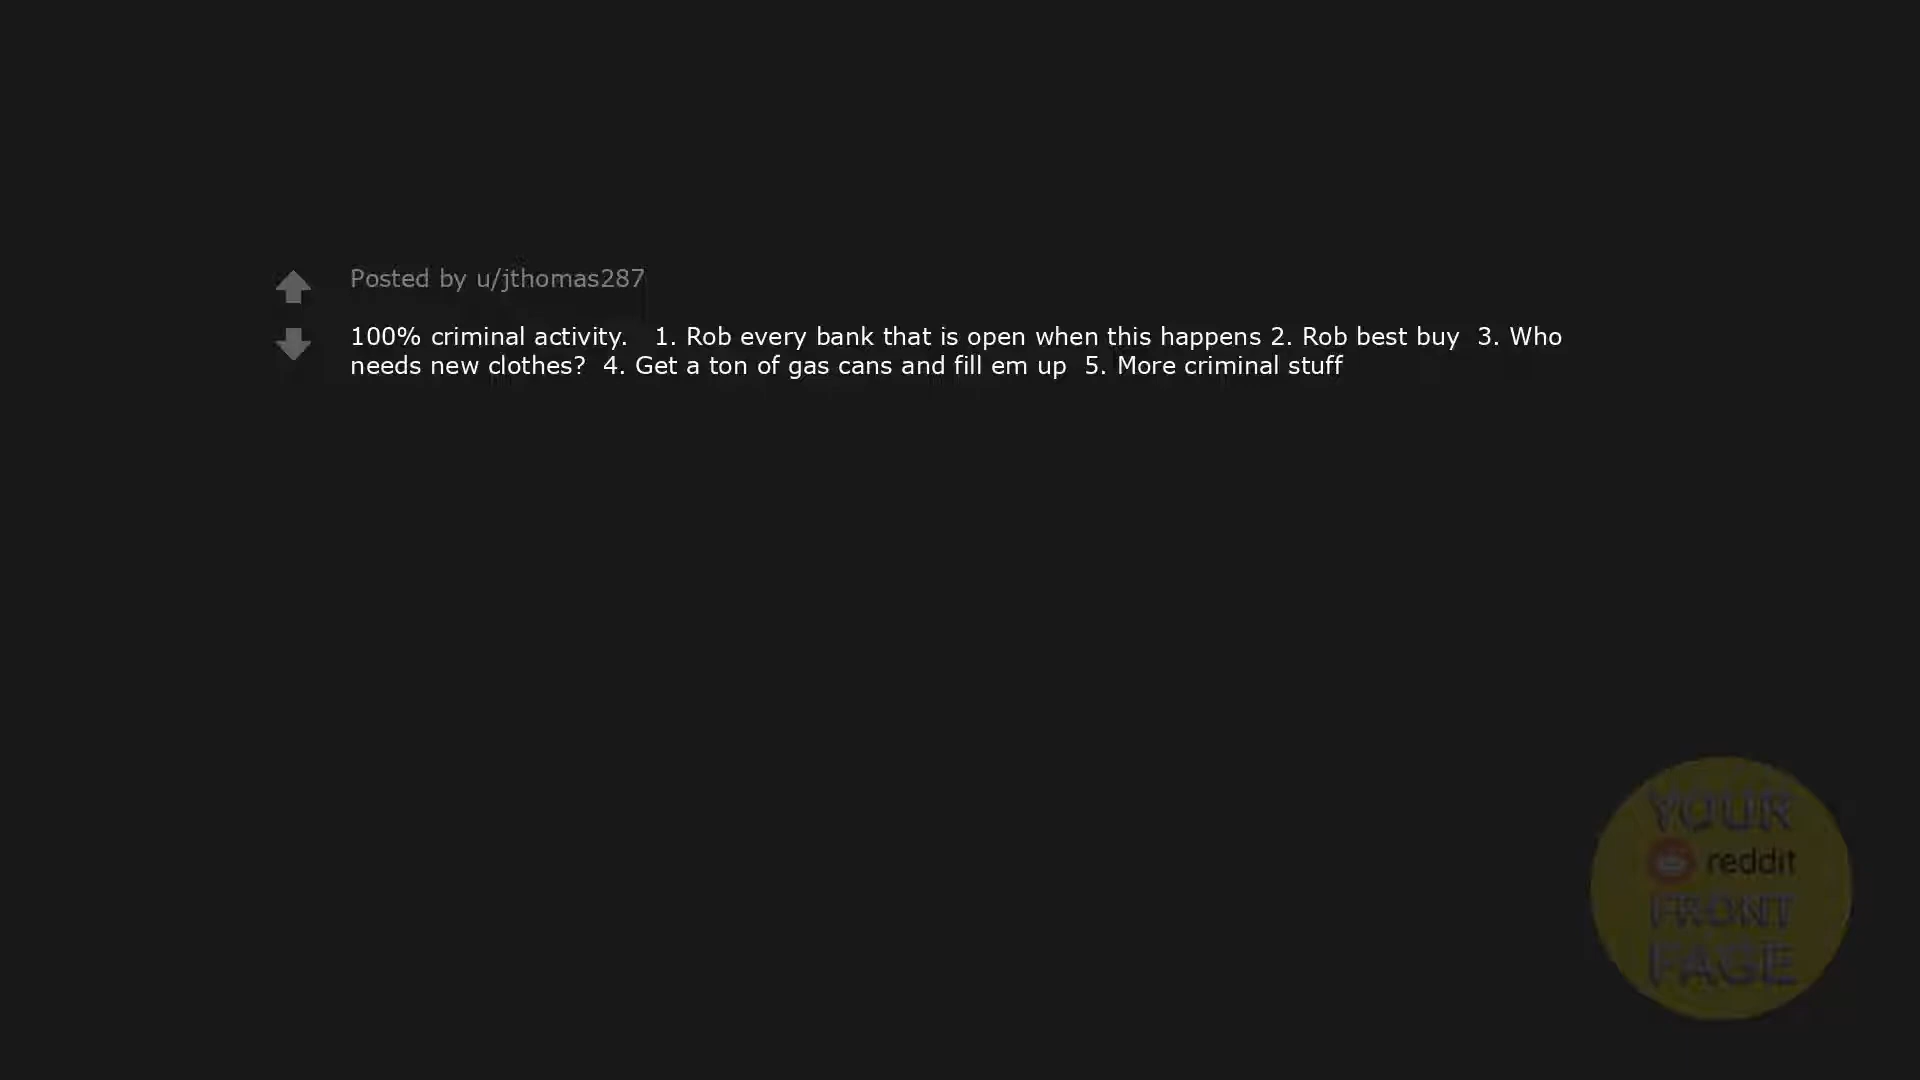 Posted by u/jthomas287
100% criminal activity.   1. Rob every bank that is open when this happens 2. Rob best buy  3. Who
needs new clothes?  4. Get a ton of gas cans and fill em up  5. More criminal stuff
YOUR
reddit
FRONT
PAGE